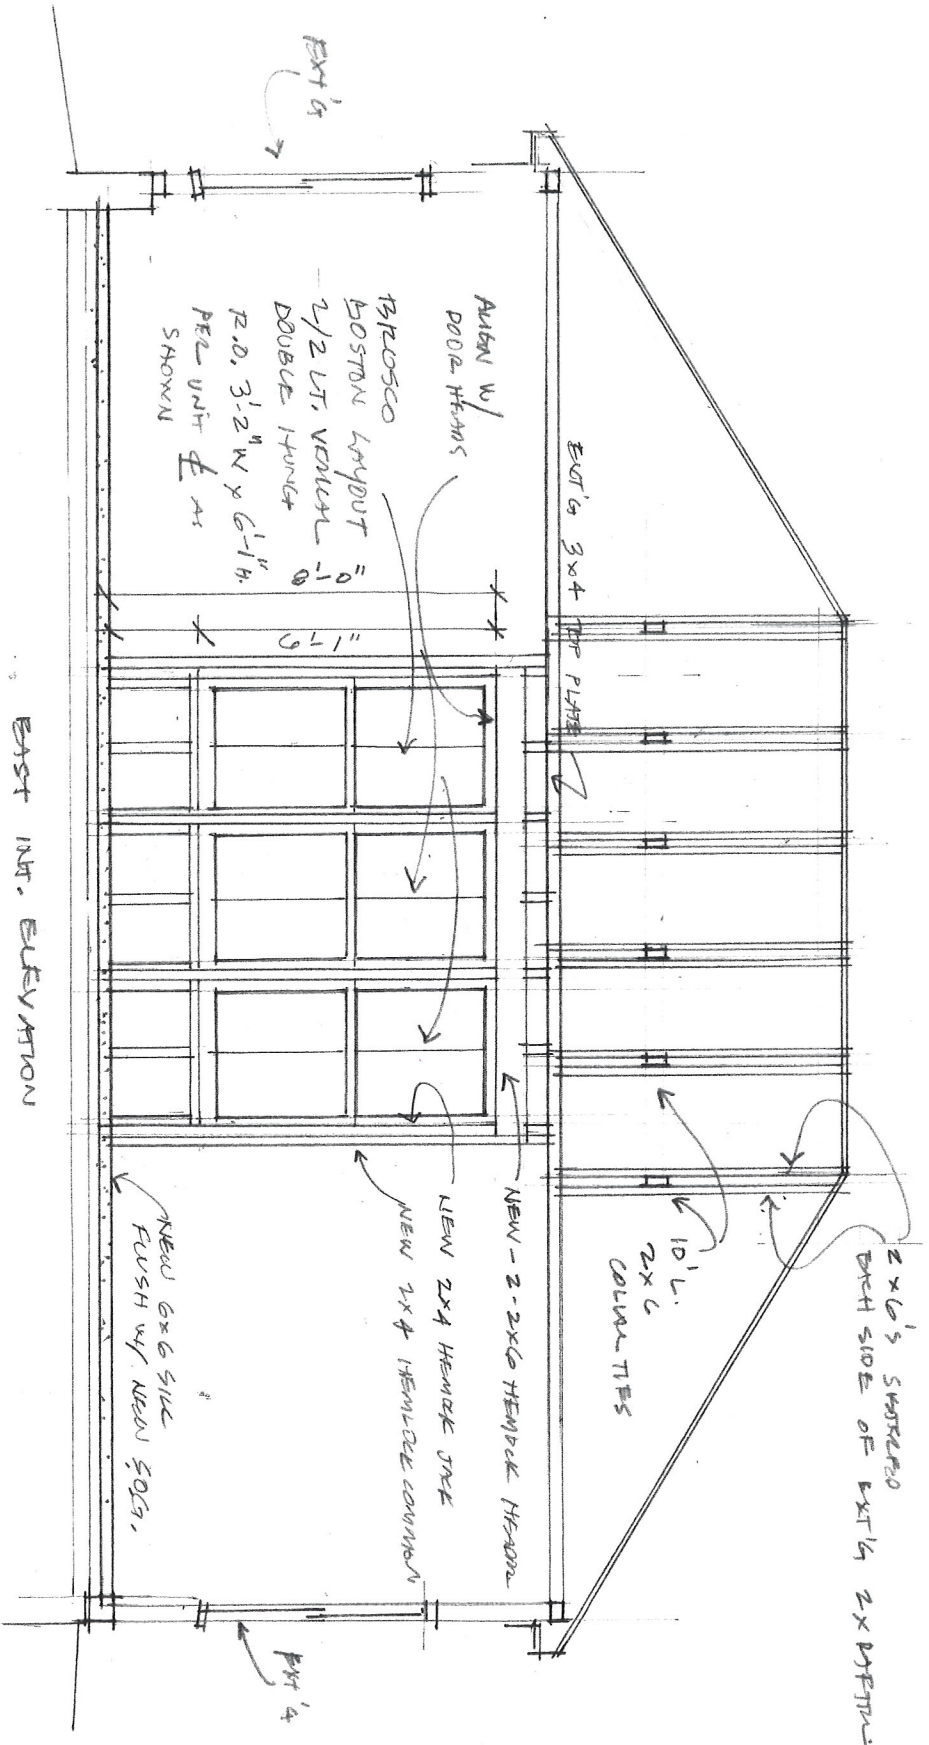 EXT'G
ALIGN W/
DOOR HEADS
BROSCO
BOSTON LAYOUT
2/2 LT. VERTICAL
DOUBLE HUNG
R.O. 3'-2" W x 6'-1" H.
PER UNIT ℄ AS
SHOWN
8'-0"
6'-1"
EXT'G 3x4 TOP PLATE
2x6'S SISTERED
EACH SIDE OF EXT'G 2x RAFTER
10' L.
2x6
COLLAR TIES
NEW - 2-2x6 HEMLOCK HEADER
NEW 2x4 HEMLOCK JACK
NEW 2x4 HEMLOCK COMMON
NEW 6x6 SILL
FLUSH W/ NEW SOG.
EXT'G
EAST INT. ELEVATION